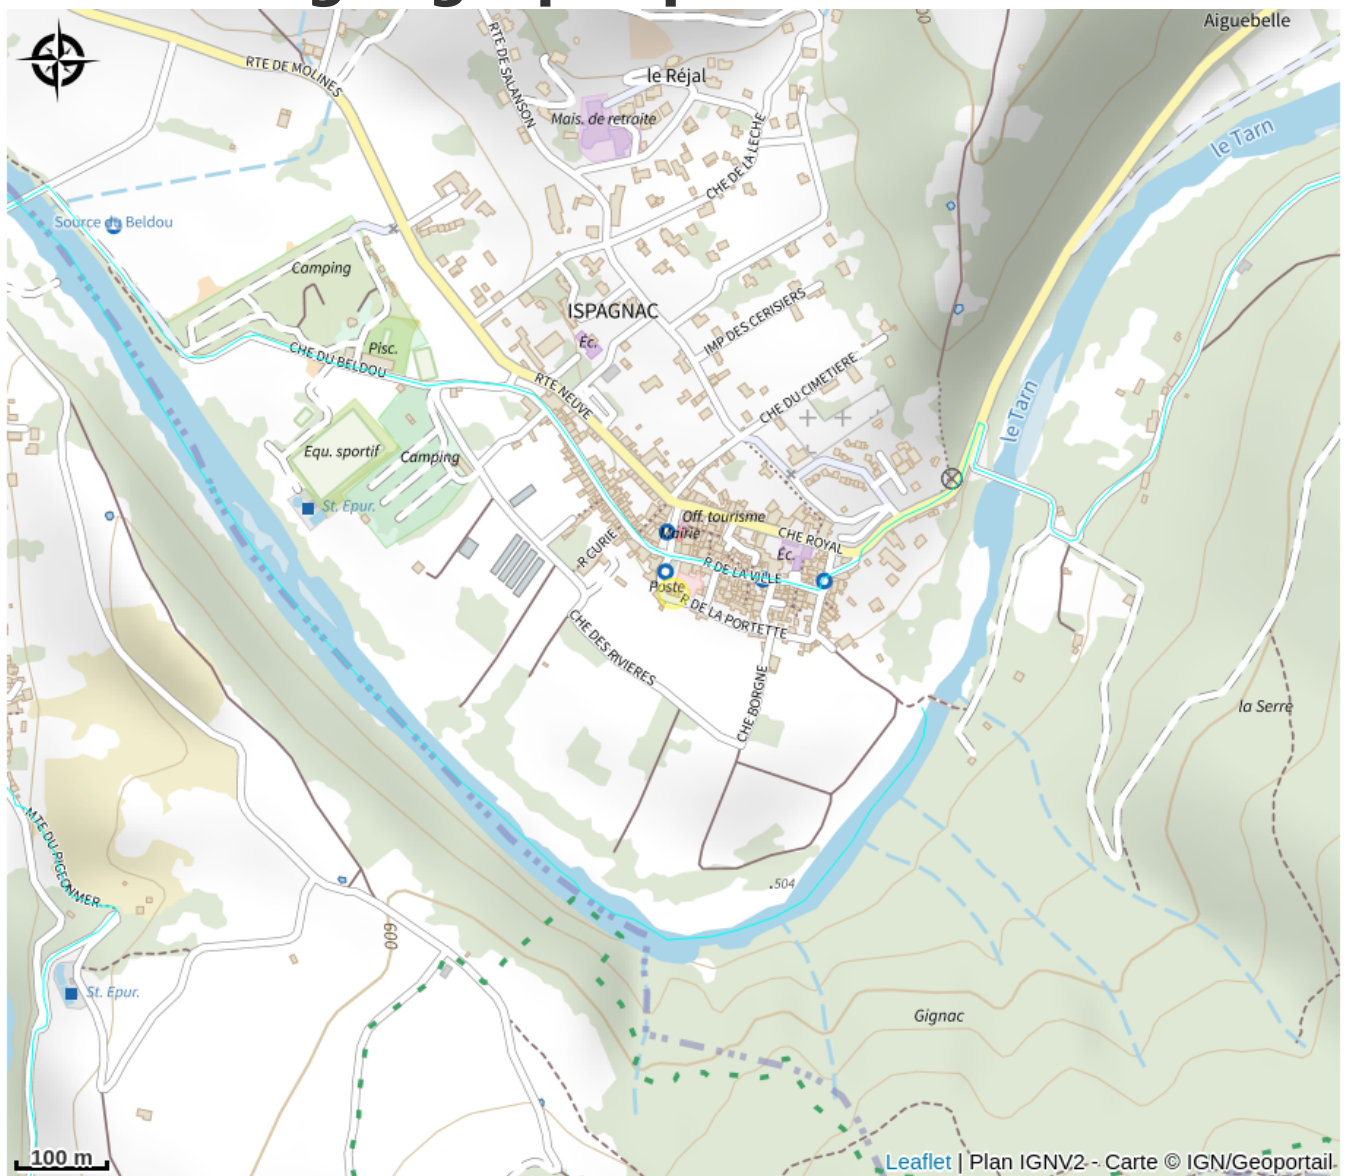 Aiguebelle
RTE DE SALANSON
RTE DE MOLINES
le Réjal
Mais. de retraite
CHE DE LA LECHE
le Tarn
Source du Beldou
Camping
ISPAGNAC
IMP DES CERISIERS
Éc.
Pisc.
CHE DU BELDOU
RTE NEUVE
CHE DU CIMETIERE
le Tarn
Equ. sportif
Camping
St. Epur.
Off. tourisme
Mairie
CHE ROYAL
R CURIE
Éc.
R DE LA VILLE
Poste
R DE LA PORTETTE
CHE DES RIVIERES
CHE BORGNE
la Serre
MTE DU PIGEONNIER
504
600
St. Epur.
Gignac
100 m
Leaflet | Plan IGNV2 - Carte © IGN/Geoportail